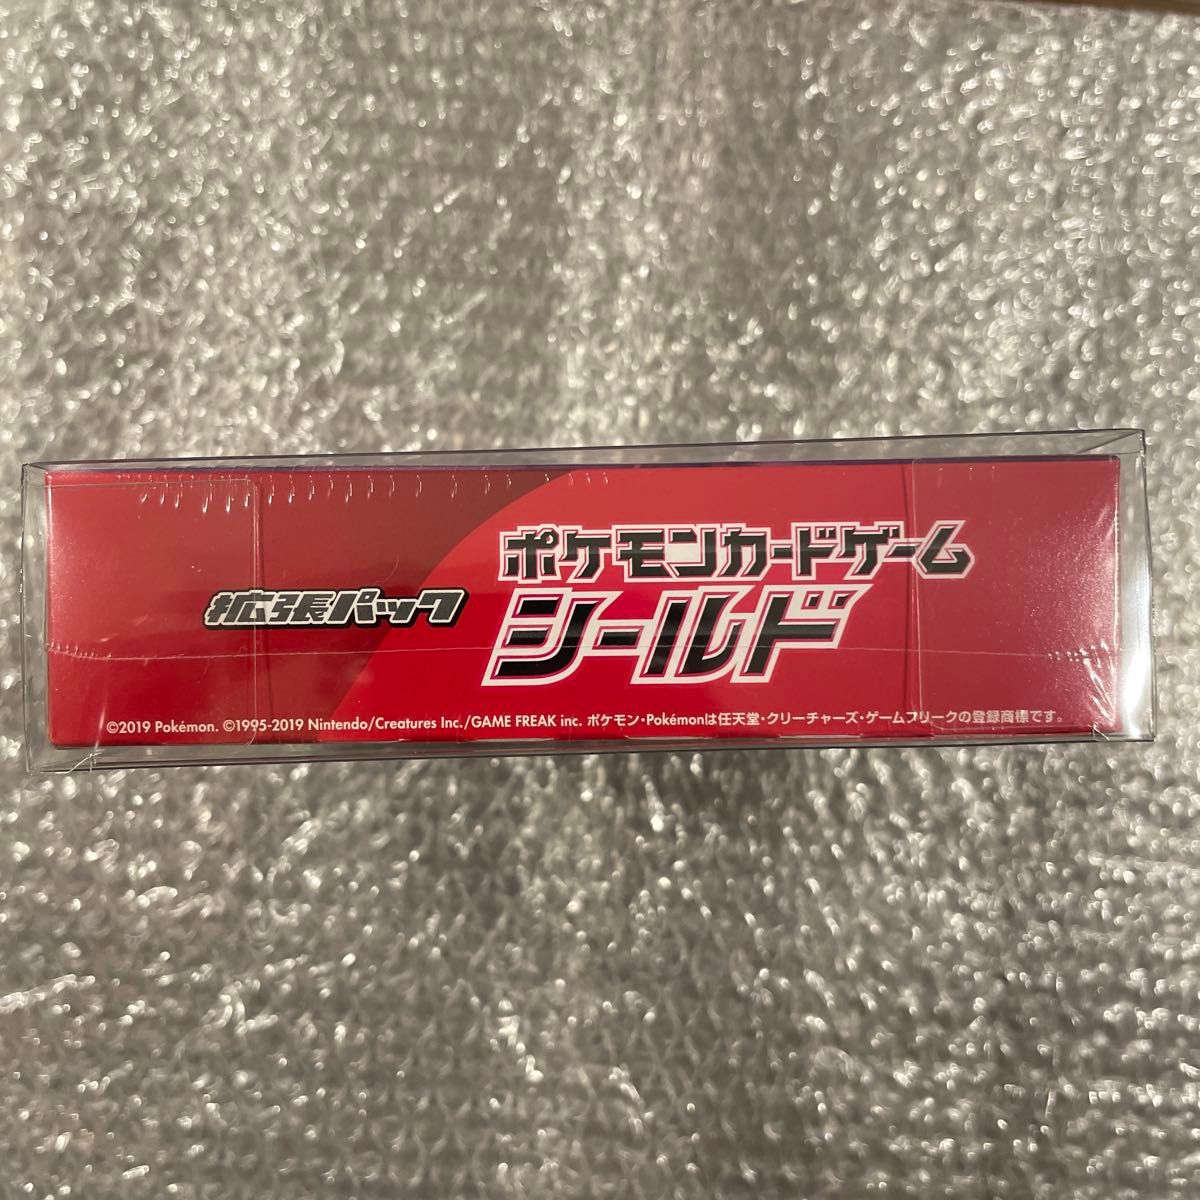 拡張パック
ポケモンカードゲーム
シールド
©2019 Pokémon. ©1995-2019 Nintendo/Creatures Inc./GAME FREAK inc. ポケモン・Pokémonは任天堂・クリーチャーズ・ゲームフリークの登録商標です。